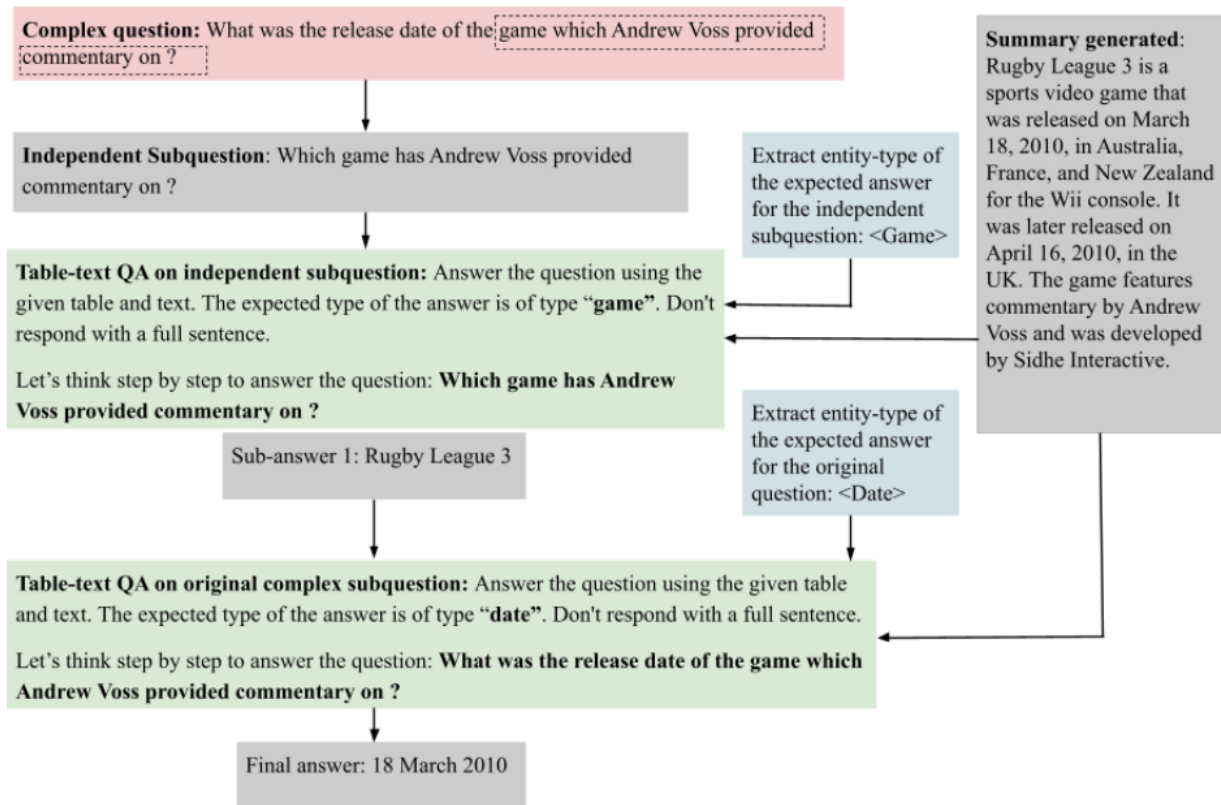 Complex question: What was the release date of the game which Andrew Voss provided
commentary on ?
Independent Subquestion: Which game has Andrew Voss provided
commentary on ?
Extract entity-type of
the expected answer
for the independent
subquestion: <Game>
Summary generated:
Rugby League 3 is a
sports video game that
was released on March
18, 2010, in Australia,
France, and New Zealand
for the Wii console. It
was later released on
April 16, 2010, in the
UK. The game features
commentary by Andrew
Voss and was developed
by Sidhe Interactive.
Table-text QA on independent subquestion: Answer the question using the
given table and text. The expected type of the answer is of type “game”. Don't
respond with a full sentence.
Let’s think step by step to answer the question: Which game has Andrew
Voss provided commentary on ?
Sub-answer 1: Rugby League 3
Extract entity-type of
the expected answer
for the original
question: <Date>
Table-text QA on original complex subquestion: Answer the question using the given table
and text. The expected type of the answer is of type “date”. Don't respond with a full sentence.
Let’s think step by step to answer the question: What was the release date of the game which
Andrew Voss provided commentary on ?
Final answer: 18 March 2010